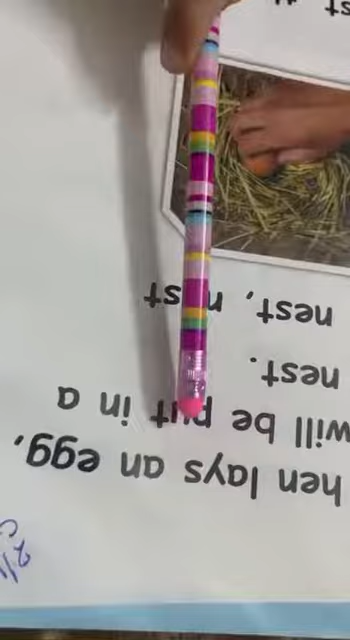 hen lays an egg,
will be put in a
nest.
nest, nest